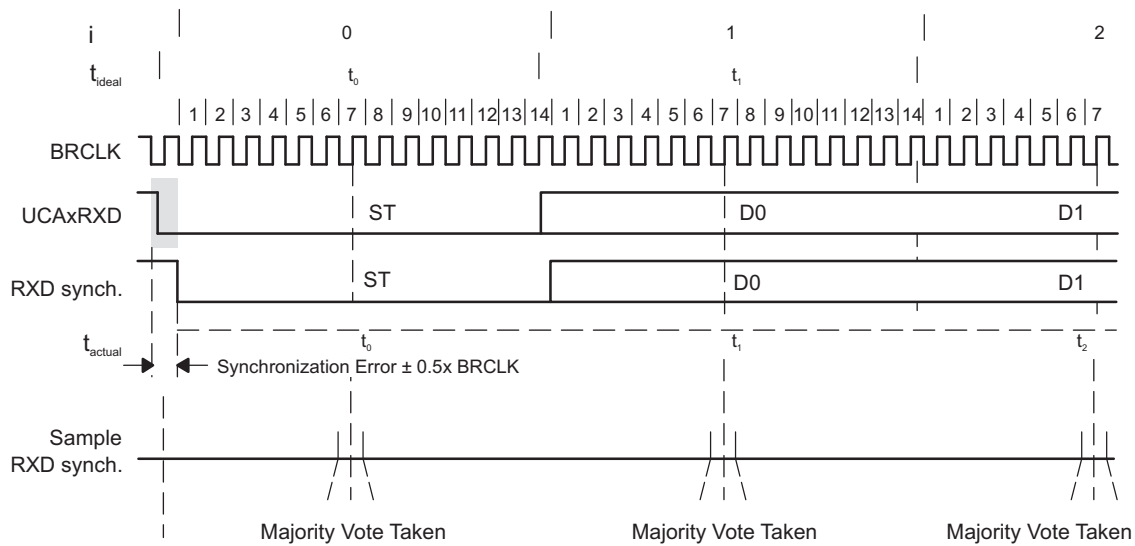 i 0 1 2
tideal t0 t1
1 2 3 4 5 6 7 8 9 10 11 12 13 14 1 2 3 4 5 6 7 8 9 10 11 12 13 14 1 2 3 4 5 6 7
BRCLK
UCAxRXD ST D0 D1
RXD synch. ST D0 D1
tactual t0 t1 t2
Synchronization Error ± 0.5x BRCLK
Sample
RXD synch.
Majority Vote Taken Majority Vote Taken Majority Vote Taken